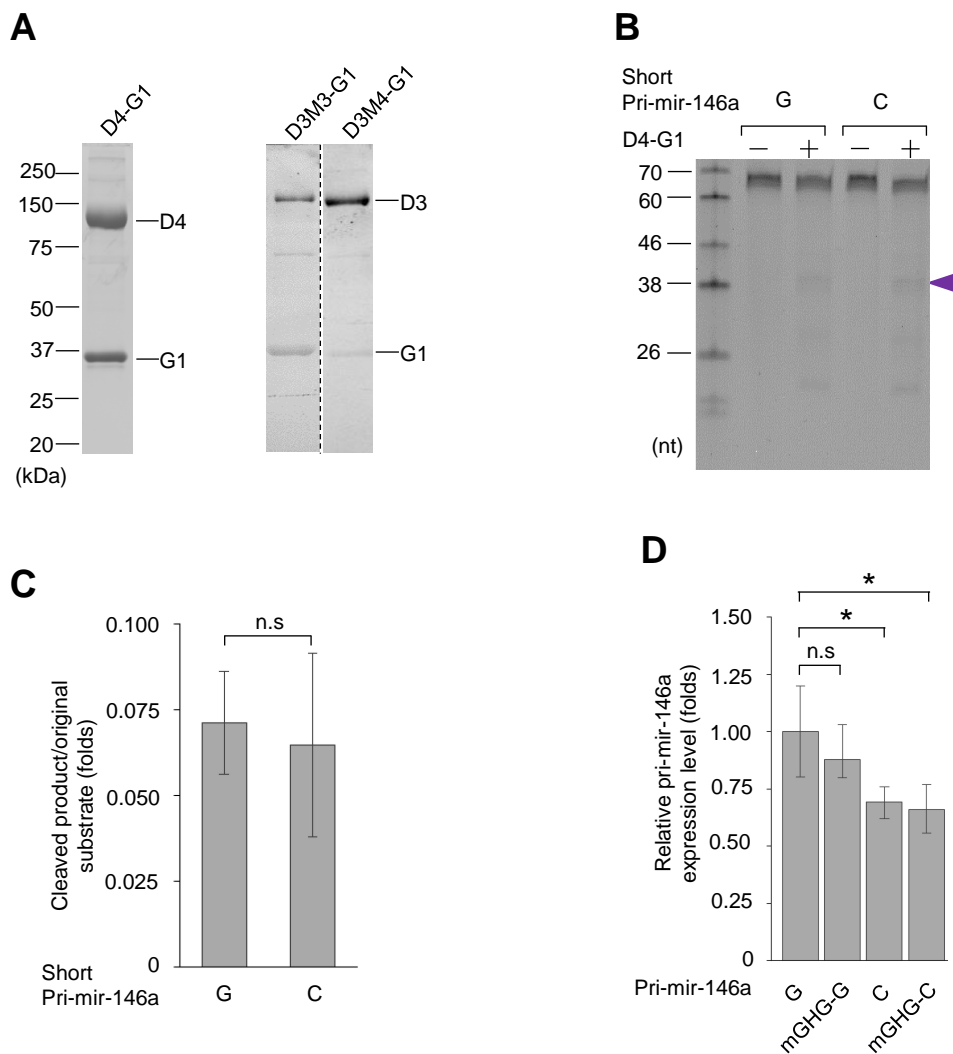 A
D4-G1
D3M3-G1
D3M4-G1
250
150
75
50
37
25
20
(kDa)
D4
G1
D3
G1
B
Short
Pri-mir-146a
G
C
D4-G1
–
+
–
+
70
60
46
38
26
(nt)
C
0.100
0.075
0.050
0.025
0
Cleaved product/original
substrate (folds)
n.s
Short
Pri-mir-146a
G
C
D
1.50
1.25
1.00
0.75
0.50
0.25
0
Relative pri-mir-146a
expression level (folds)
*
*
n.s
Pri-mir-146a
G
mGHG-G
C
mGHG-C